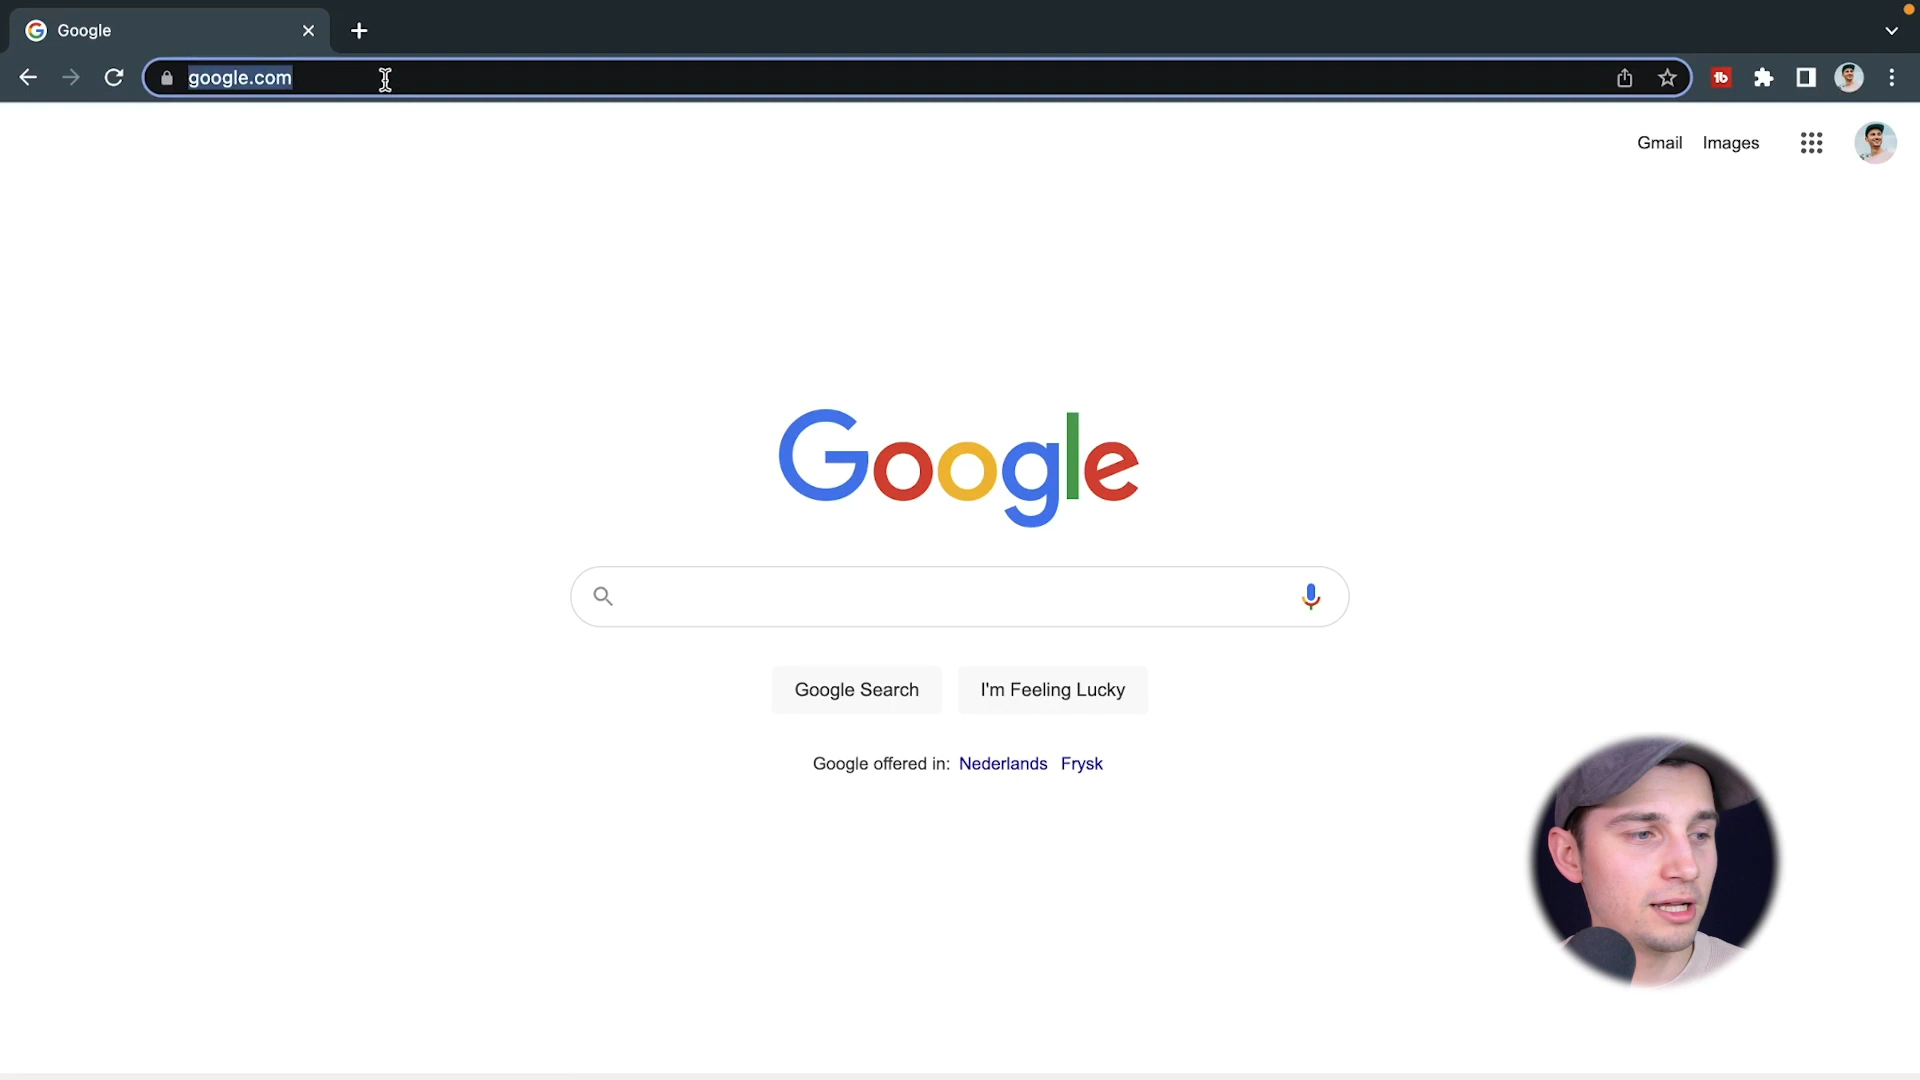 Google
google.com
Gmail Images
Google
Google Search I'm Feeling Lucky
Google offered in: Nederlands Frysk